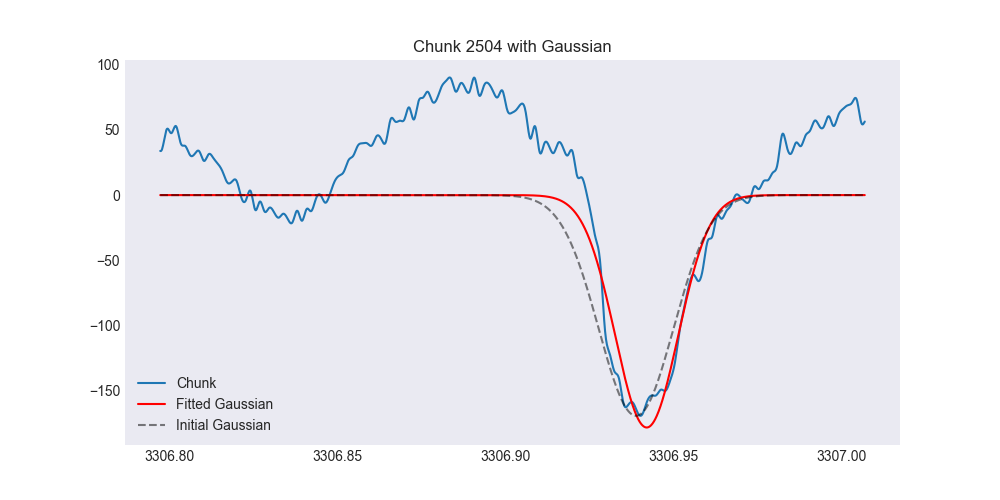 Chunk 2504 with Gaussian
100
50
0
−50
−100
−150
Chunk
Fitted Gaussian
Initial Gaussian
3306.80 3306.85 3306.90 3306.95 3307.00